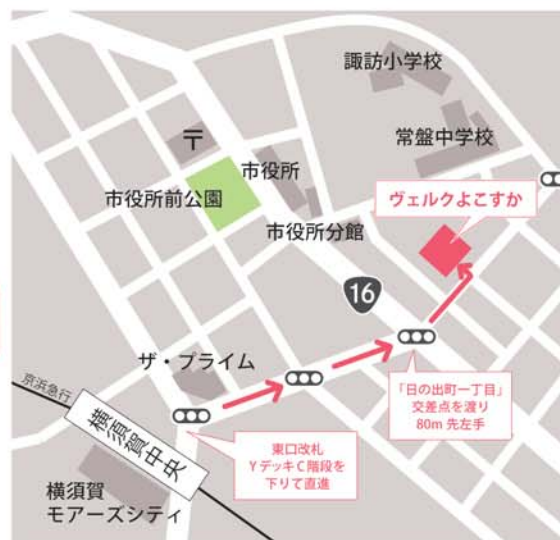 諏訪小学校
常盤中学校
〒
市役所
市役所前公園
ヴェルクよこすか
市役所分館
16
ザ・プライム
京浜急行
横須賀中央
「日の出町一丁目」
交差点を渡り
80m 先左手
東口改札
YデッキC階段を
下りて直進
横須賀
モアーズシティ